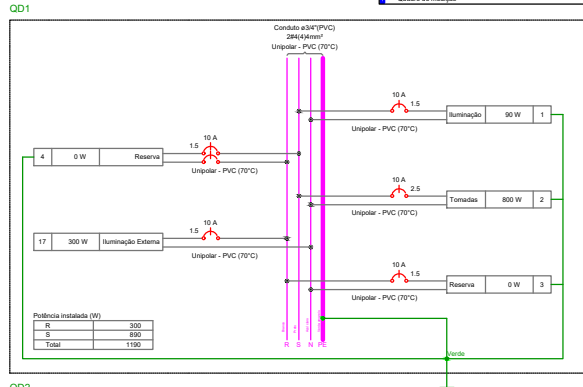 QD1
Conduto ø3/4"(PVC)
2#4(4)4mm²
Unipolar - PVC (70°C)
10 A
1.5
Iluminação 90 W 1
Unipolar - PVC (70°C)
10 A
1.5
4 0 W Reserva
Unipolar - PVC (70°C)
10 A
2.5
Tomadas 800 W 2
Unipolar - PVC (70°C)
10 A
1.5
17 300 W Iluminação Externa
Unipolar - PVC (70°C)
10 A
1.5
Reserva 0 W 3
Unipolar - PVC (70°C)
Potência instalada (W)
R 300
S 890
Total 1190
R S N PE
Verde